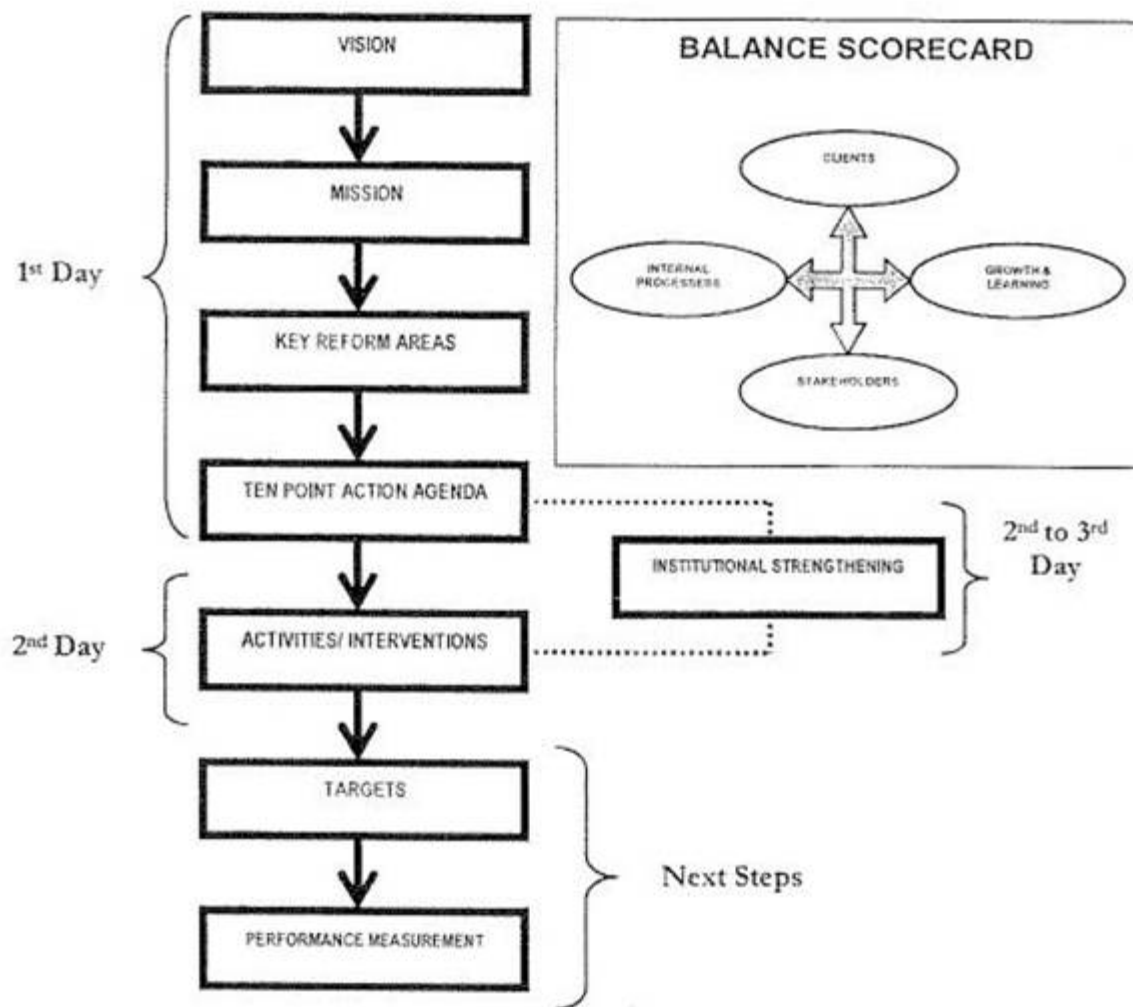 VISION
MISSION
1st Day
KEY REFORM AREAS
TEN POINT ACTION AGENDA
2nd Day
ACTIVITIES/ INTERVENTIONS
TARGETS
PERFORMANCE MEASUREMENT
Next Steps
BALANCE SCORECARD
CLIENTS
INTERNAL
PROCESSERS
GROWTH &
LEARNING
STAKEHOLDERS
INSTITUTIONAL STRENGTHENING
2nd to 3rd
Day